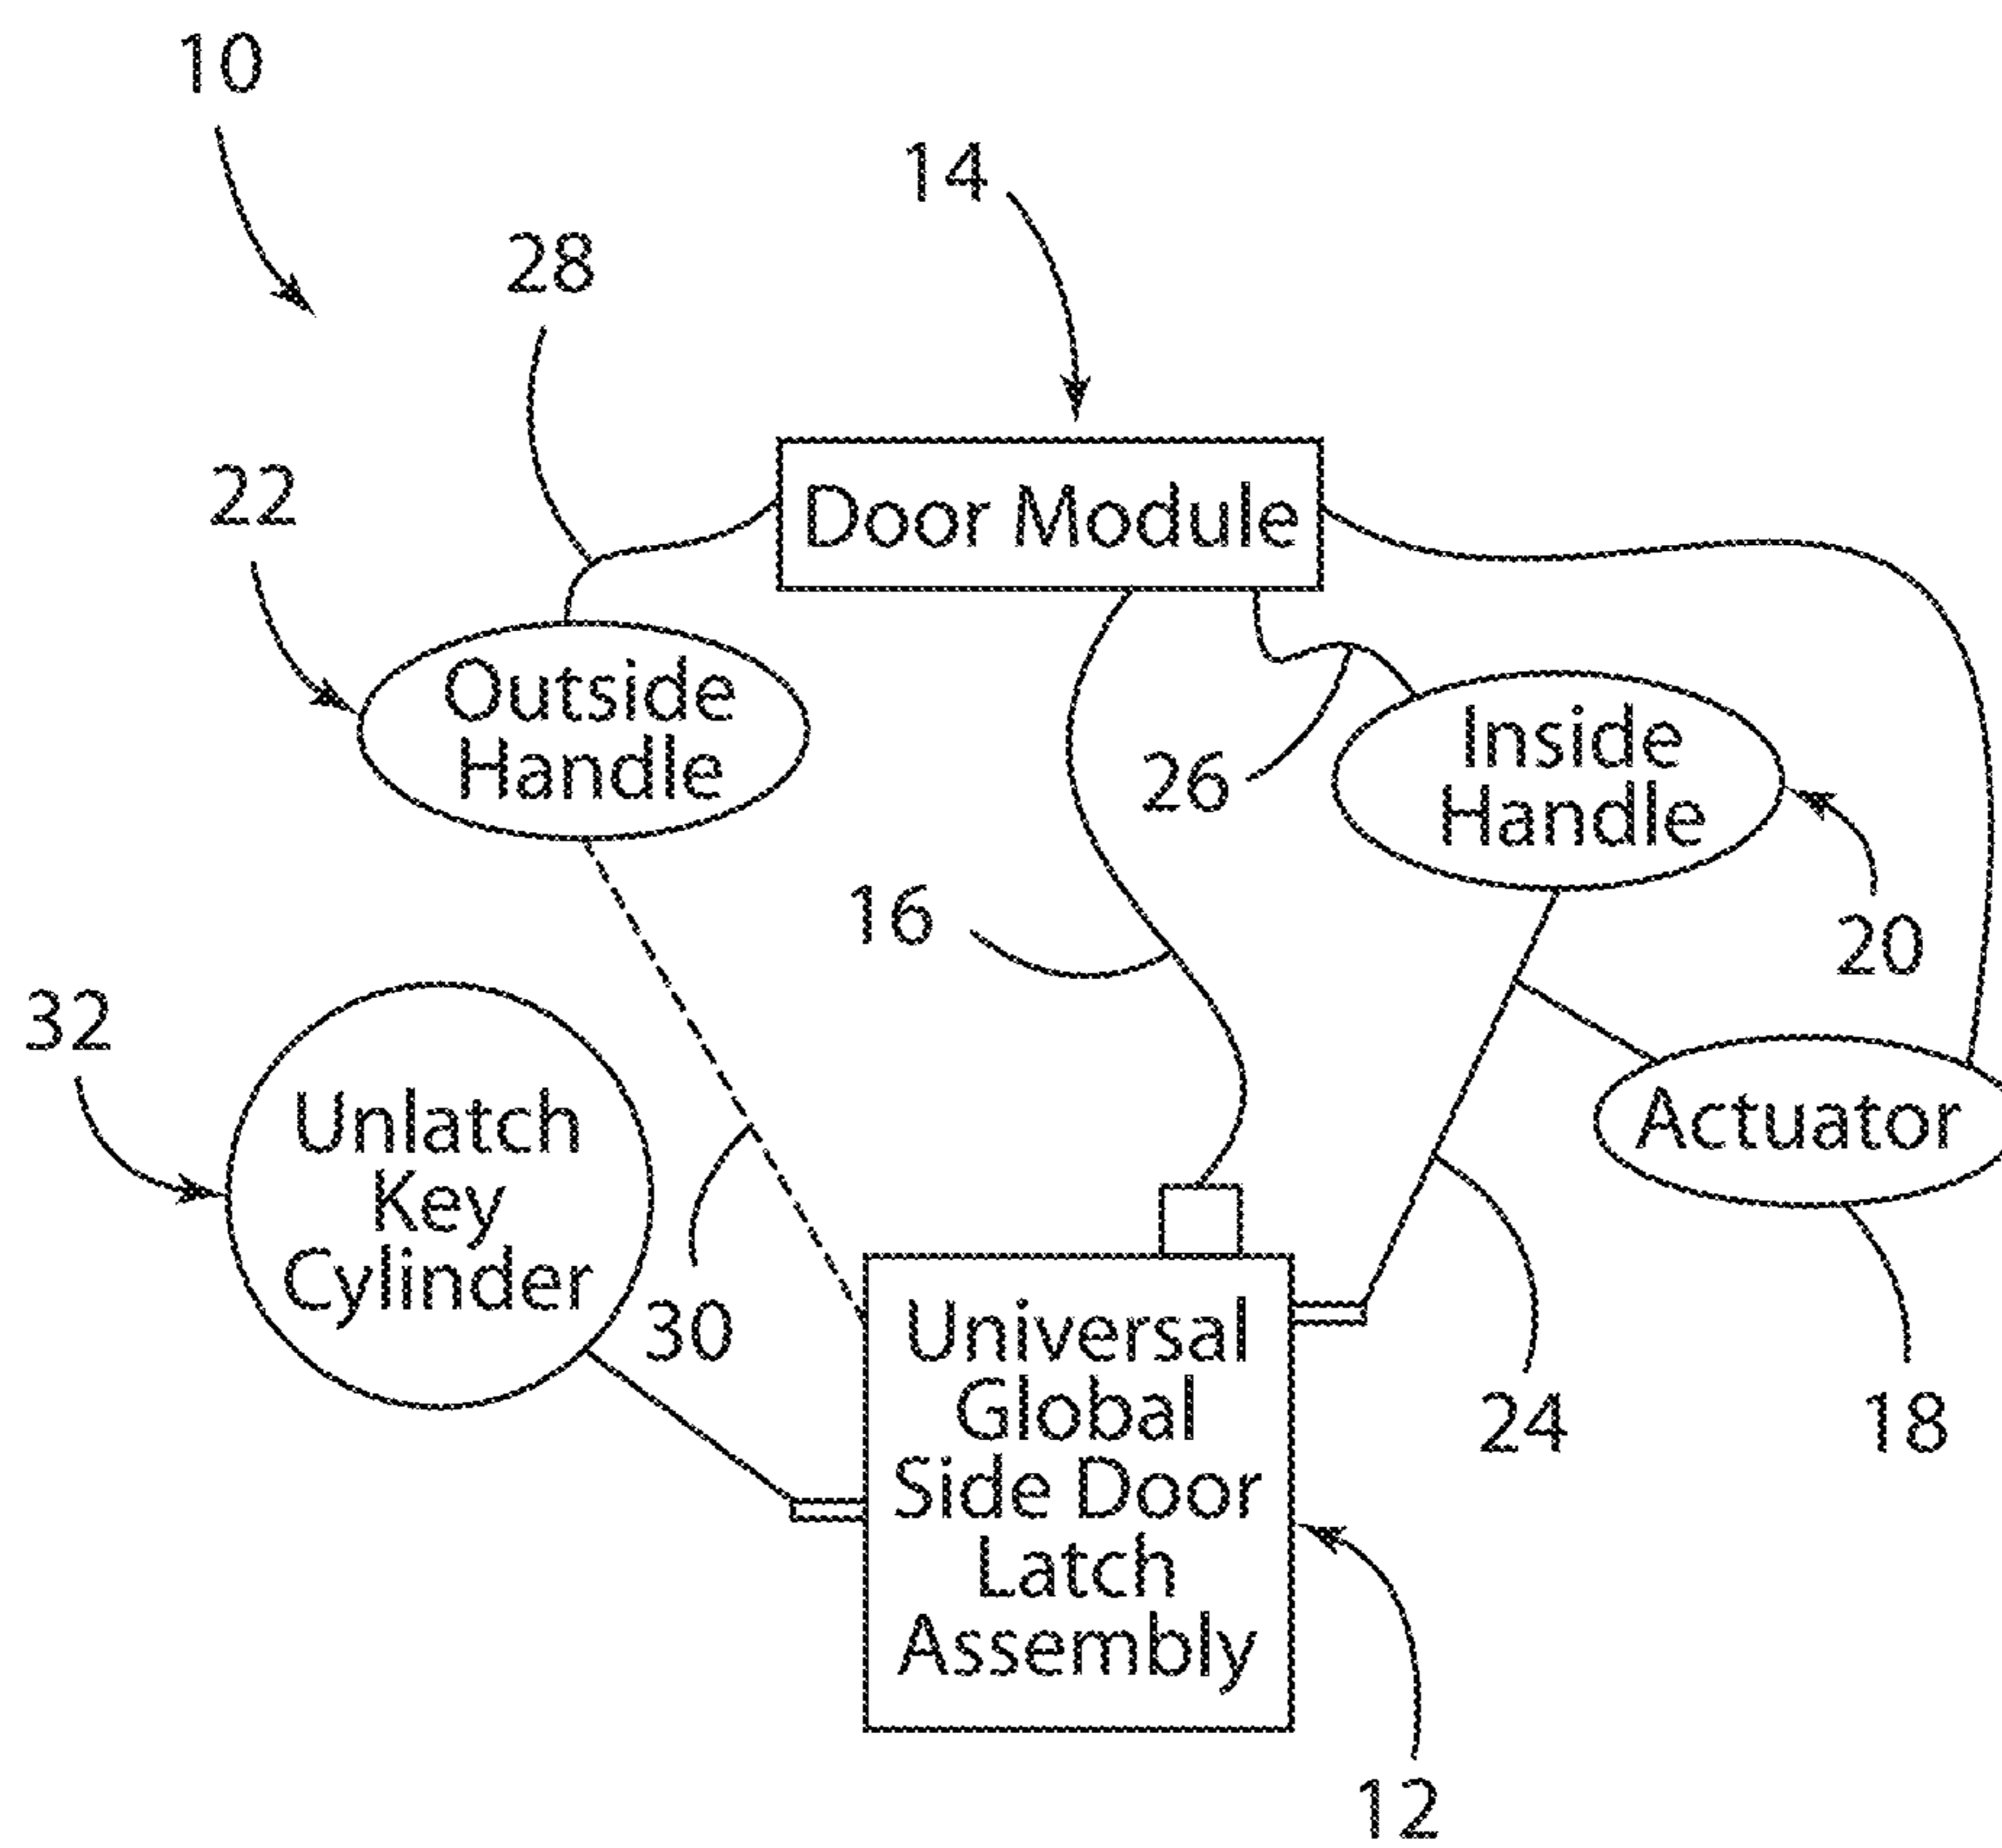 10
14
28
22
Door Module
Outside
Handle
Inside
Handle
26
16
20
32
Unlatch
Key
Cylinder
Actuator
30
Universal
Global
Side Door
Latch
Assembly
24
18
12